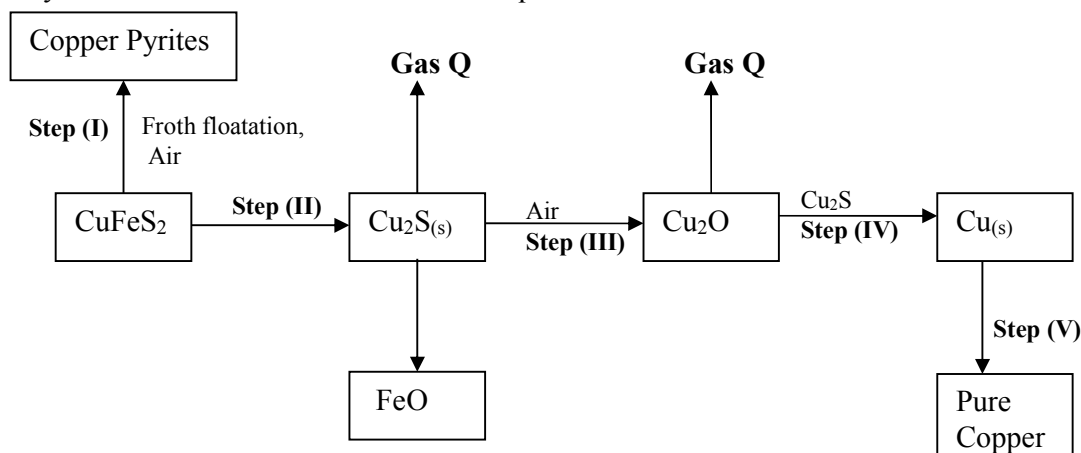 Copper Pyrites
Gas Q
Gas Q
Step (I)
Froth floatation,
Air
CuFeS₂
Step (II)
Cu₂S(s)
Air
Step (III)
Cu₂O
Cu₂S
Step (IV)
Cu(s)
Step (V)
FeO
Pure
Copper